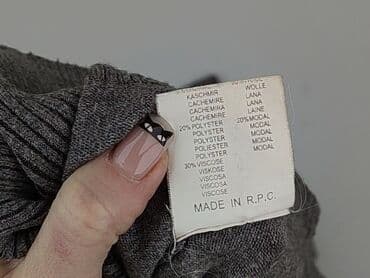 KASCHMIR WOLLE
CACHEMIRE LANA
CACHEMIRA LANA
CACHEMIRE LAINE
20% POLYSTER 20% MODAL
POLYSTER MODAL
POLYSTER MODAL
POLIESTER MODAL
POLYSTER
30% VISCOSE
VISKOSE
VISCOSA
VISCOSA
VISCOSE
MADE IN R.P.C.